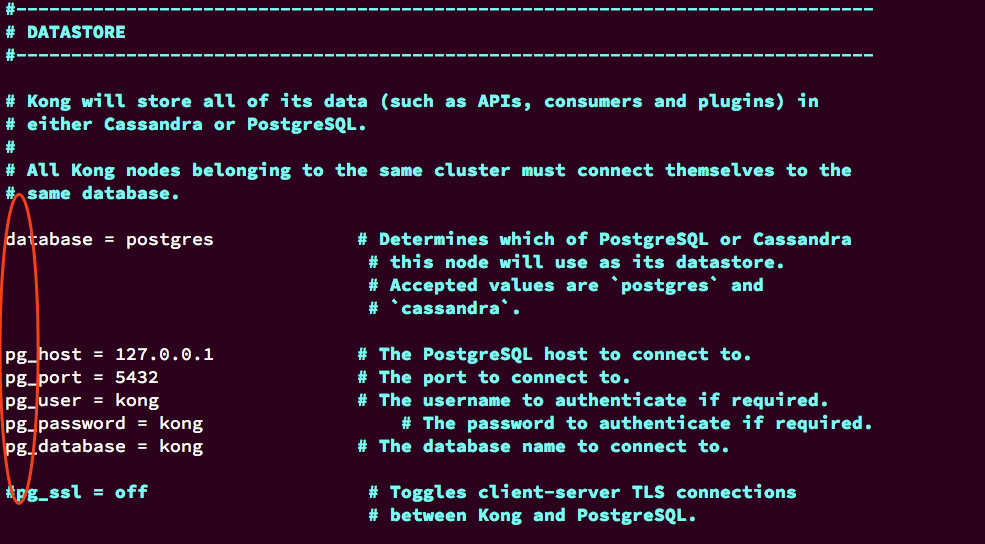 #------------------------------------------------------------------------------
# DATASTORE
#------------------------------------------------------------------------------
# Kong will store all of its data (such as APIs, consumers and plugins) in
# either Cassandra or PostgreSQL.
#
# All Kong nodes belonging to the same cluster must connect themselves to the
# same database.
database = postgres             # Determines which of PostgreSQL or Cassandra
                                 # this node will use as its datastore.
                                 # Accepted values are `postgres` and
                                 # `cassandra`.
pg_host = 127.0.0.1             # The PostgreSQL host to connect to.
pg_port = 5432                  # The port to connect to.
pg_user = kong                  # The username to authenticate if required.
pg_password = kong                  # The password to authenticate if required.
pg_database = kong              # The database name to connect to.
#pg_ssl = off                    # Toggles client-server TLS connections
                                 # between Kong and PostgreSQL.